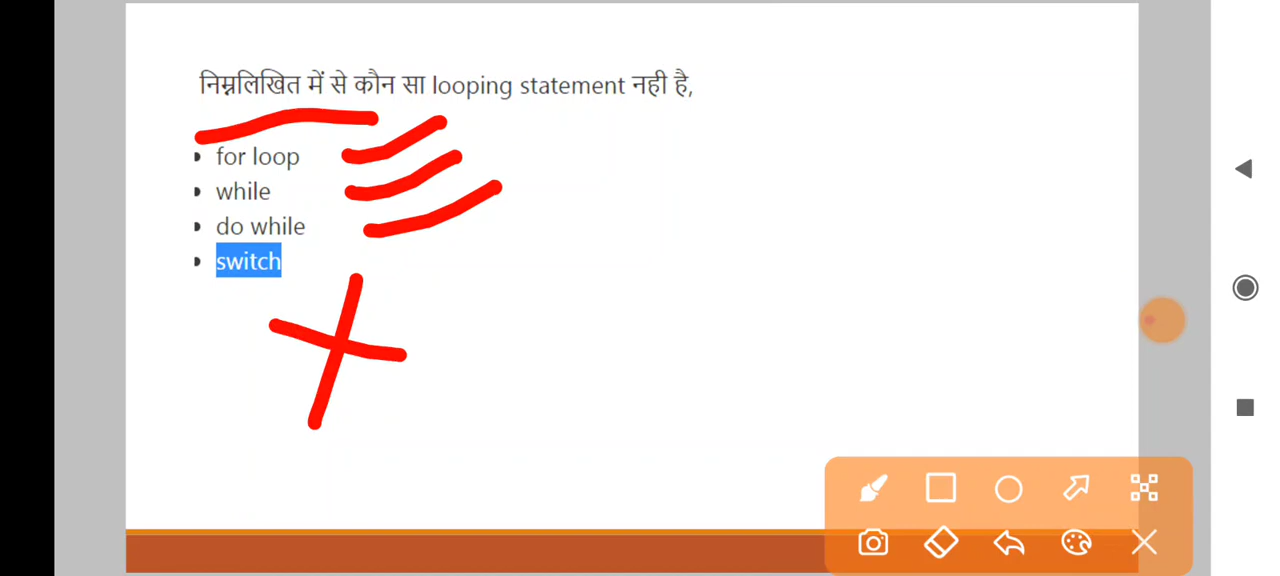 निम्नलिखित में से कौन सा looping statement नही है,
for loop
while
do while
switch